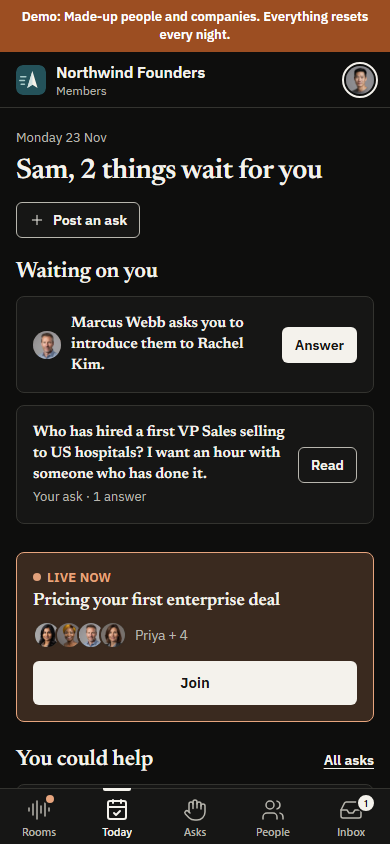 Demo: Made-up people and companies. Everything resets
every night.
Northwind Founders
Members
Monday 23 Nov
Sam, 2 things wait for you
+ Post an ask
Waiting on you
Marcus Webb asks you to
introduce them to Rachel
Kim.
Answer
Who has hired a first VP Sales selling
to US hospitals? I want an hour with
someone who has done it.
Your ask · 1 answer
Read
LIVE NOW
Pricing your first enterprise deal
Priya + 4
Join
You could help
All asks
Rooms
Today
Asks
People
1
Inbox